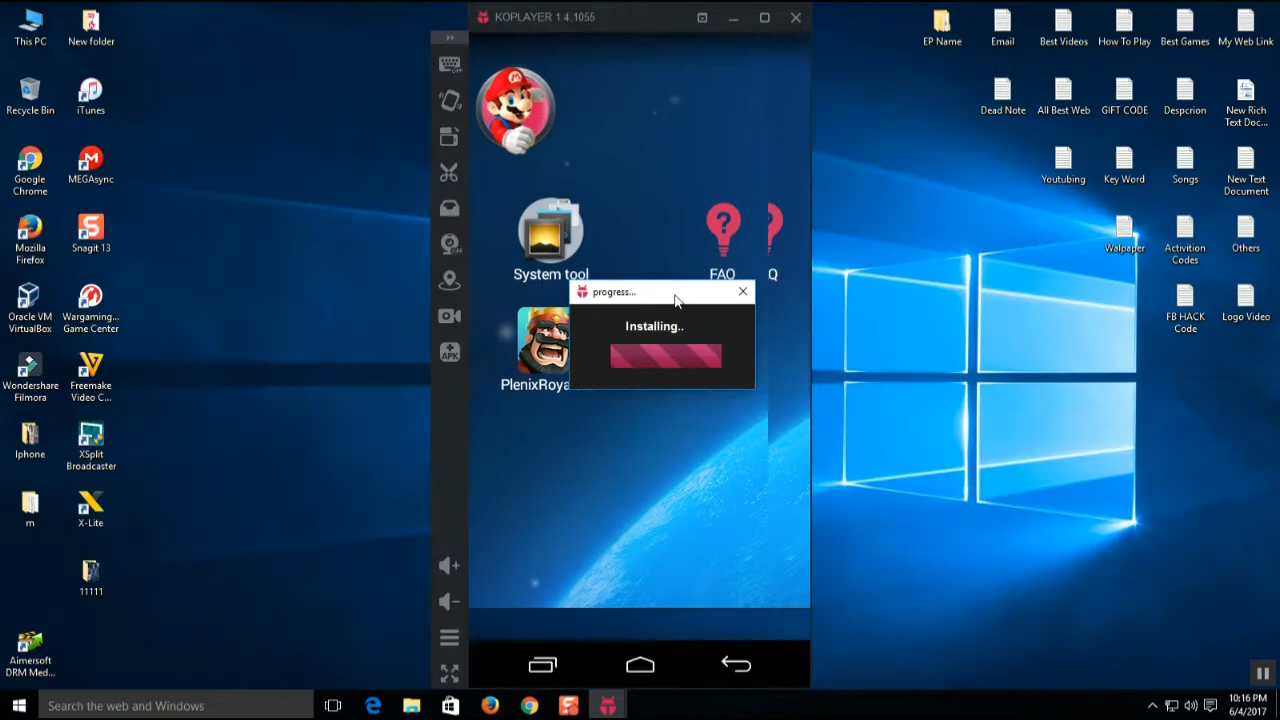 KOPLAYER 1.4.1055
This PC
New folder
Recycle Bin
iTunes
Google
Chrome
MEGAsync
Mozilla
Firefox
Snagit 13
Oracle VM
VirtualBox
Wargaming...
Game Center
Wondershare
Filmora
Freemake
Video C...
Iphone
XSplit
Broadcaster
m
X-Lite
11111
Aimersoft
DRM Med...
OFF
OFF
APK
System tool
FAQ
Q
progress...
Installing..
PlenixRoya
EP Name
Email
Best Videos
How To Play
Best Games
My Web Link
Dead Note
All Best Web
GIFT CODE
Despcrion
New Rich
Text Doc...
Youtubing
Key Word
Songs
New Text
Document
Walpaper
Activition
Codes
Others
FB HACK
Code
Logo Video
Search the web and Windows
10:16 PM
6/4/2017